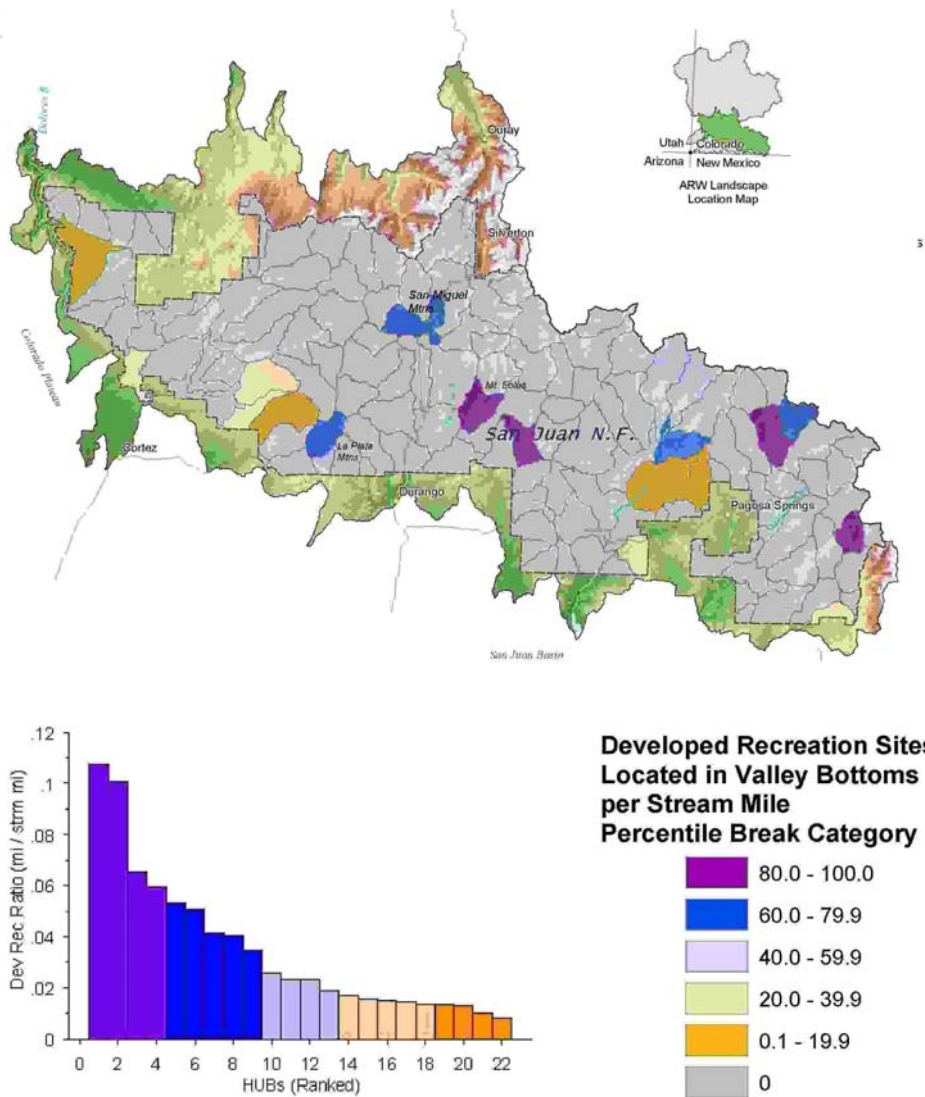 Dolores R
Ouray
Utah
Colorado
Arizona
New Mexico
ARW Landscape
Location Map
s
Silverton
San Miguel
Mtns
Colorado Plateau
Mt. Eolus
San Juan N.F.
Cortez
La Plata
Mtns
Durango
Pagosa Springs
San Juan Basin
.12
.1
.08
.06
.04
.02
0
Dev Rec Ratio (mi / strm mi)
0 2 4 6 8 10 12 14 16 18 20 22
HUBs (Ranked)
Developed Recreation Sites
Located in Valley Bottoms
per Stream Mile
Percentile Break Category
80.0 - 100.0
60.0 - 79.9
40.0 - 59.9
20.0 - 39.9
0.1 - 19.9
0